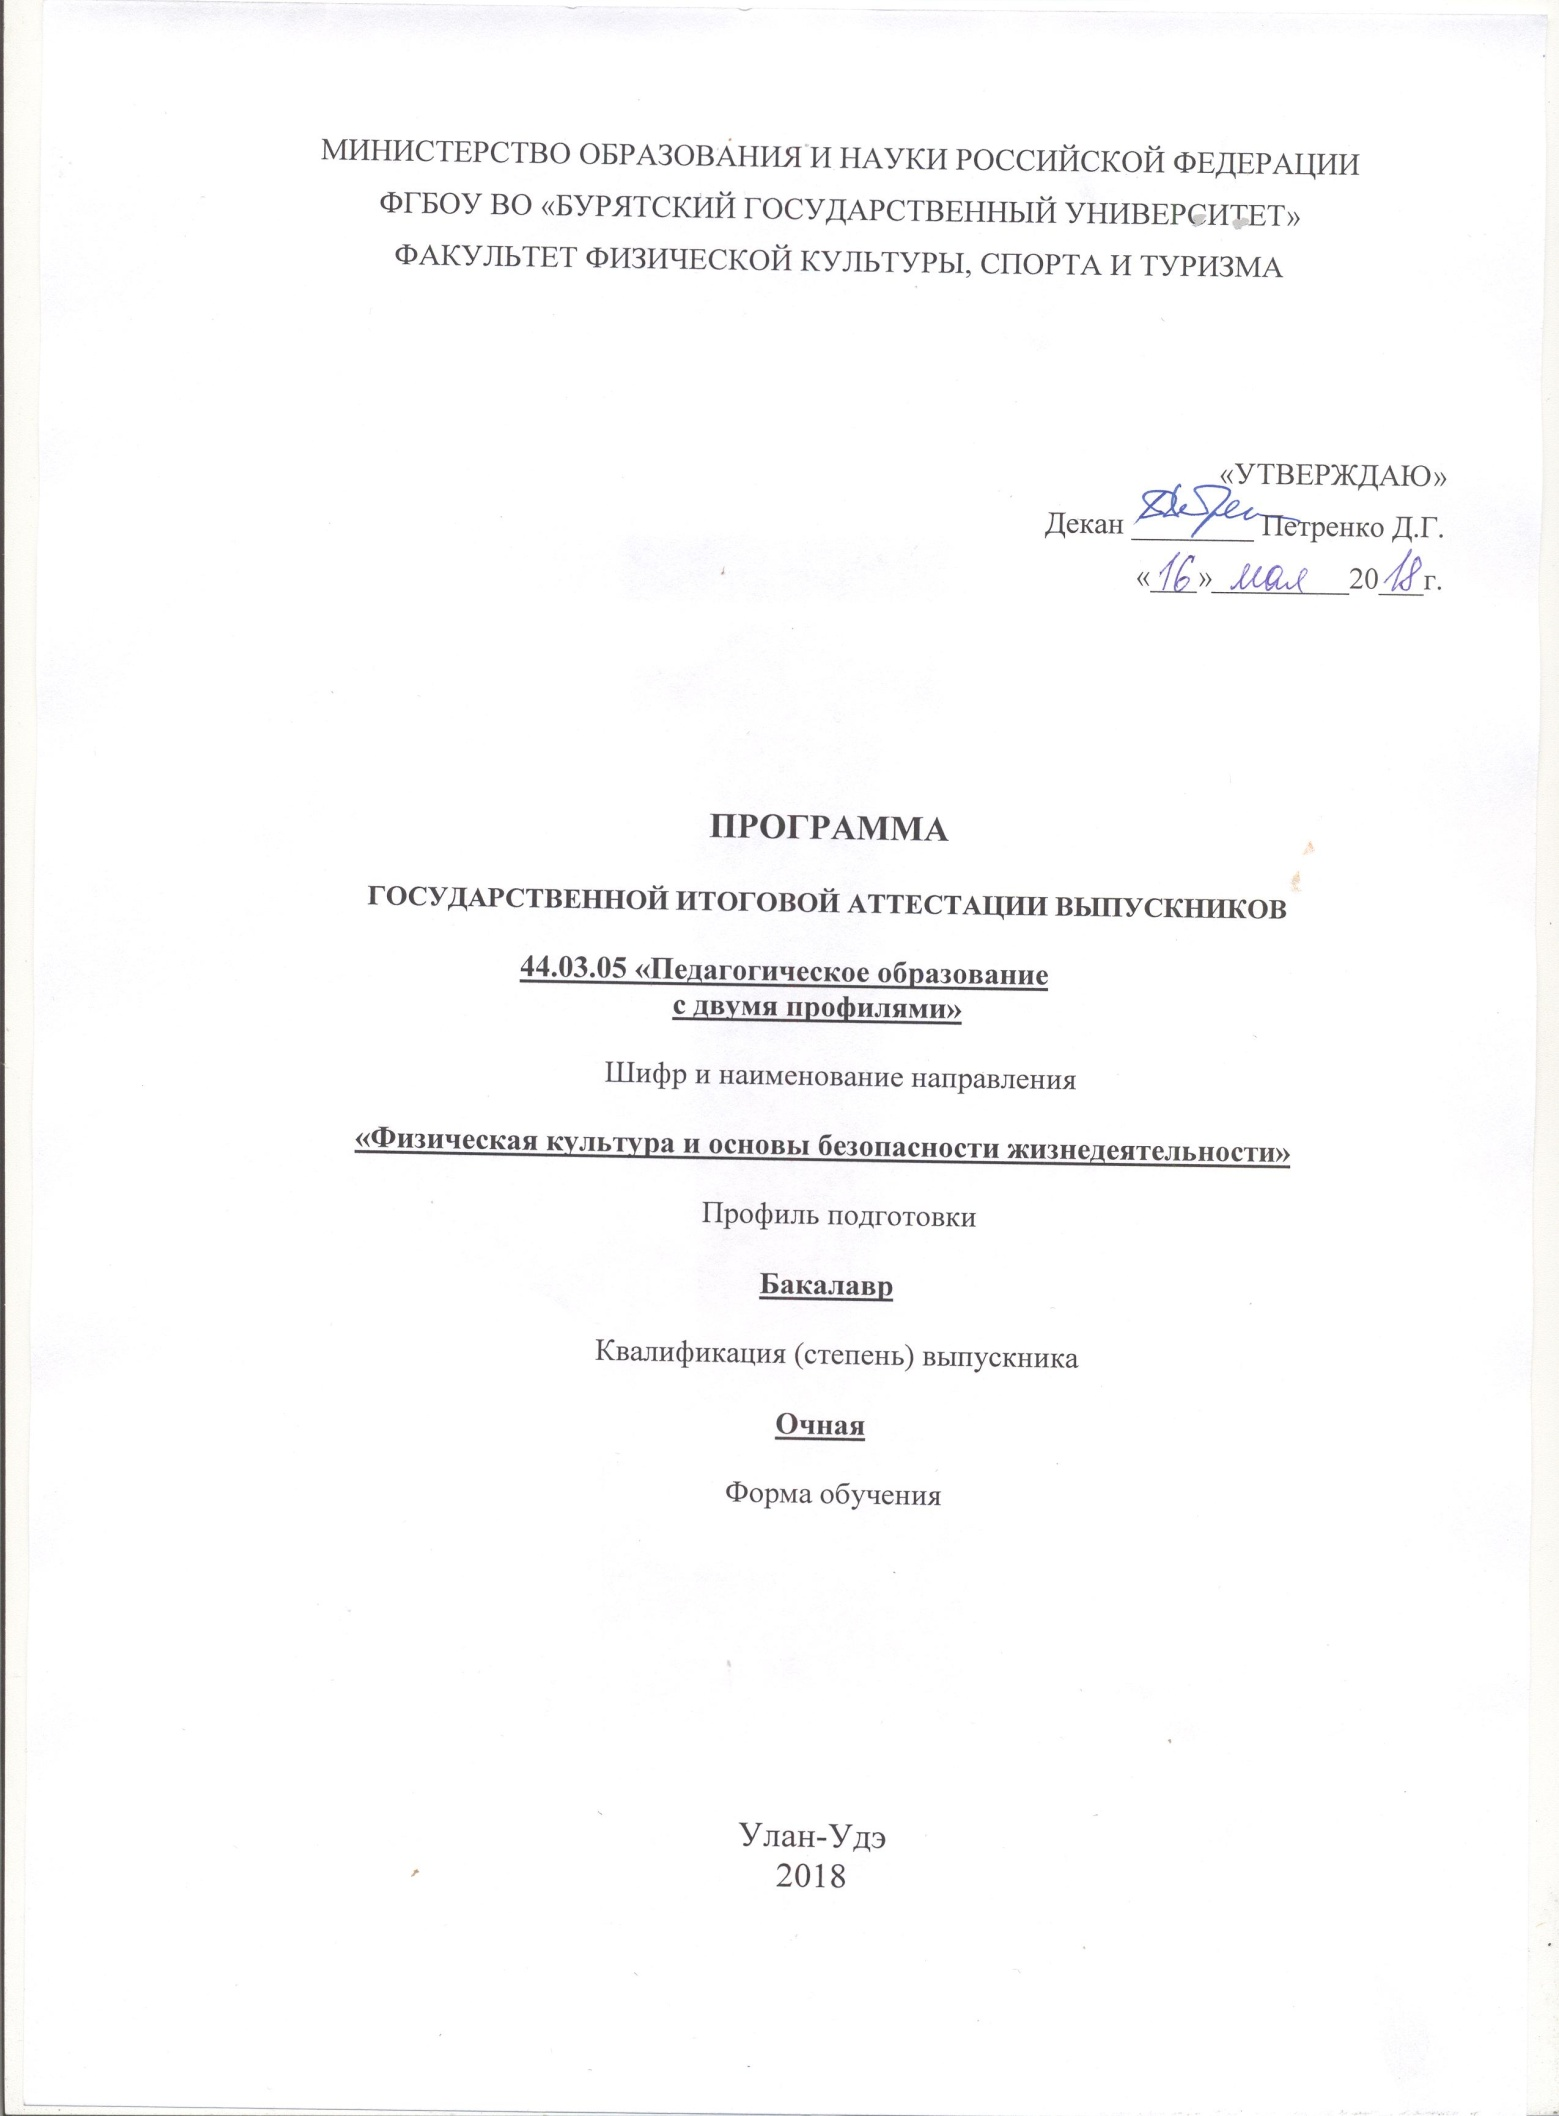 МИНИСТЕРСТВО ОБРАЗОВАНИЯ И НАУКИ РОССИЙСКОЙ ФЕДЕРАЦИИ
ФГБОУ ВО «БУРЯТСКИЙ ГОСУДАРСТВЕННЫЙ УНИВЕРСИТЕТ»
ФАКУЛЬТЕТ ФИЗИЧЕСКОЙ КУЛЬТУРЫ, СПОРТА И ТУРИЗМА
«УТВЕРЖДАЮ»
Декан ________ Петренко Д.Г.
«16» мая 2018г.
ПРОГРАММА
ГОСУДАРСТВЕННОЙ ИТОГОВОЙ АТТЕСТАЦИИ ВЫПУСКНИКОВ
44.03.05 «Педагогическое образование
с двумя профилями»
Шифр и наименование направления
«Физическая культура и основы безопасности жизнедеятельности»
Профиль подготовки
Бакалавр
Квалификация (степень) выпускника
Очная
Форма обучения
Улан-Удэ
2018